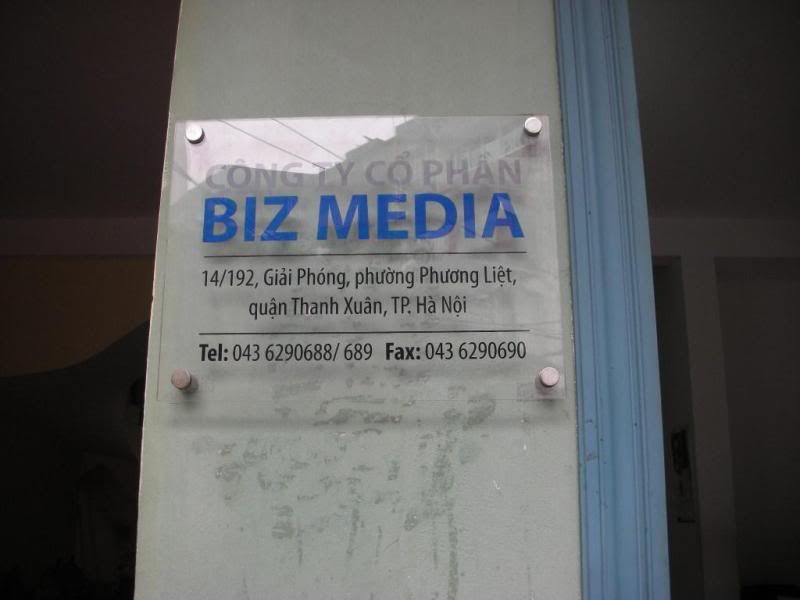 CÔNG TY CỔ PHẦN
BIZ MEDIA
14/192, Giải Phóng, phường Phương Liệt,
quận Thanh Xuân, TP. Hà Nội
Tel: 043 6290688/ 689 Fax: 043 6290690